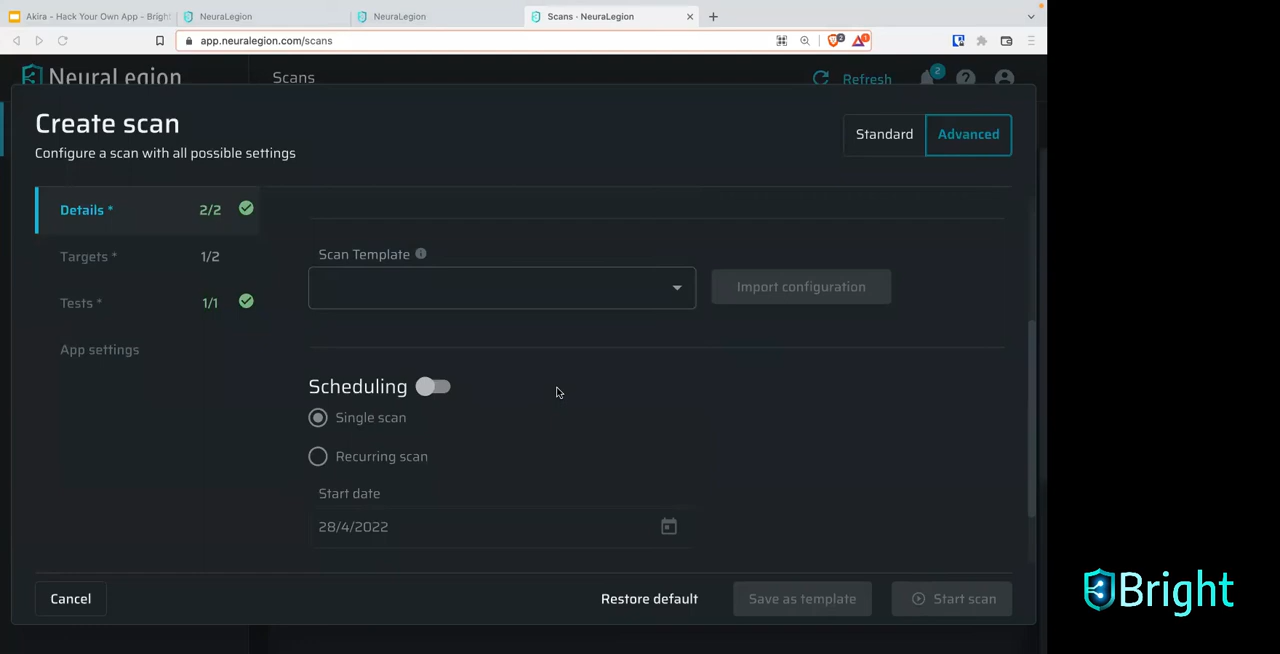 Akira - Hack Your Own App - Bright
NeuraLegion
NeuraLegion
Scans - NeuraLegion
app.neuralegion.com/scans
2
1
NeuraLegion
Scans
Refresh
2
Create scan
Configure a scan with all possible settings
Standard
Advanced
Details *
2/2
Targets *
1/2
Tests *
1/1
App settings
Scan Template
Import configuration
Scheduling
Single scan
Recurring scan
Start date
28/4/2022
Cancel
Restore default
Save as template
Start scan
Bright